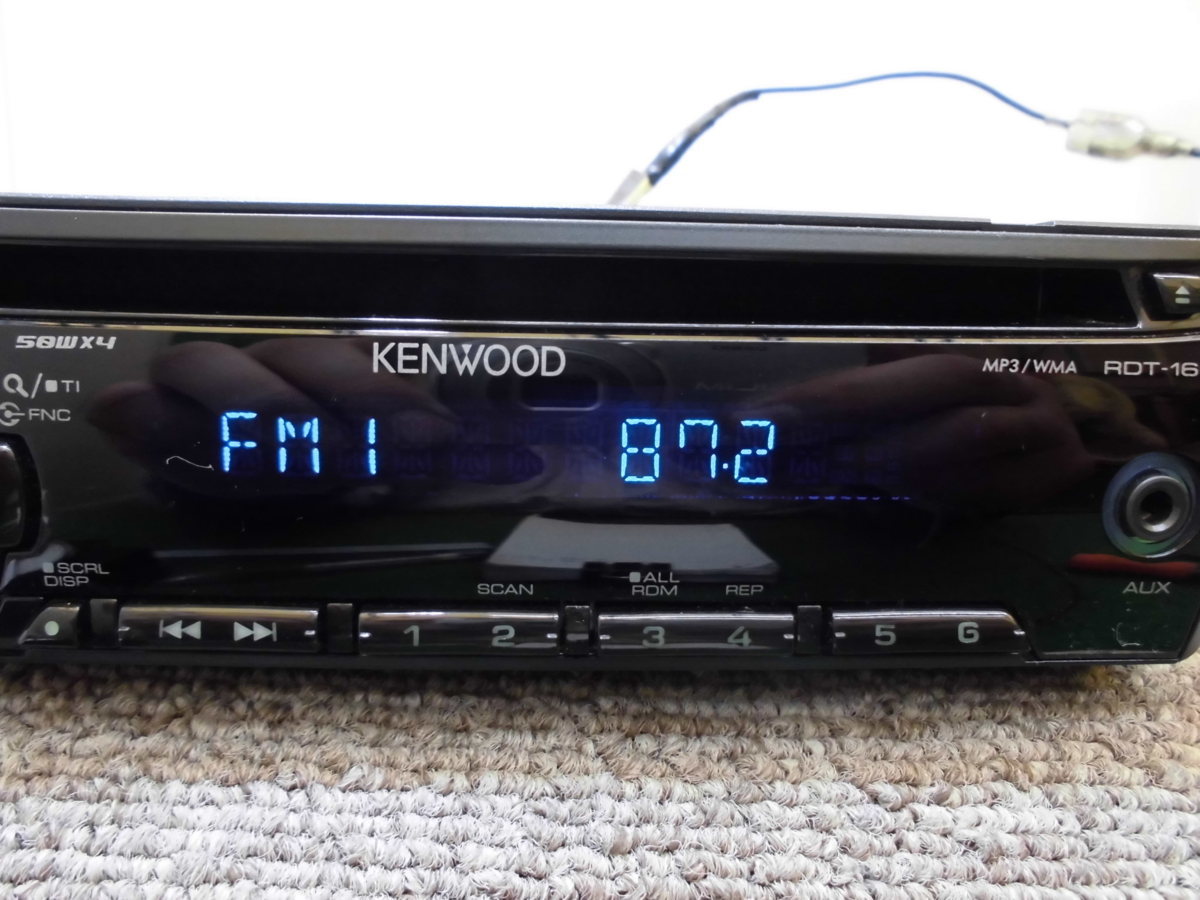 50WX4
KENWOOD
MP3/WMA RDT-16
/ TI
FNC
FM1 87.2
SCRL
DISP
SCAN
ALL
RDM
REP
AUX
1 2 3 4 5 6